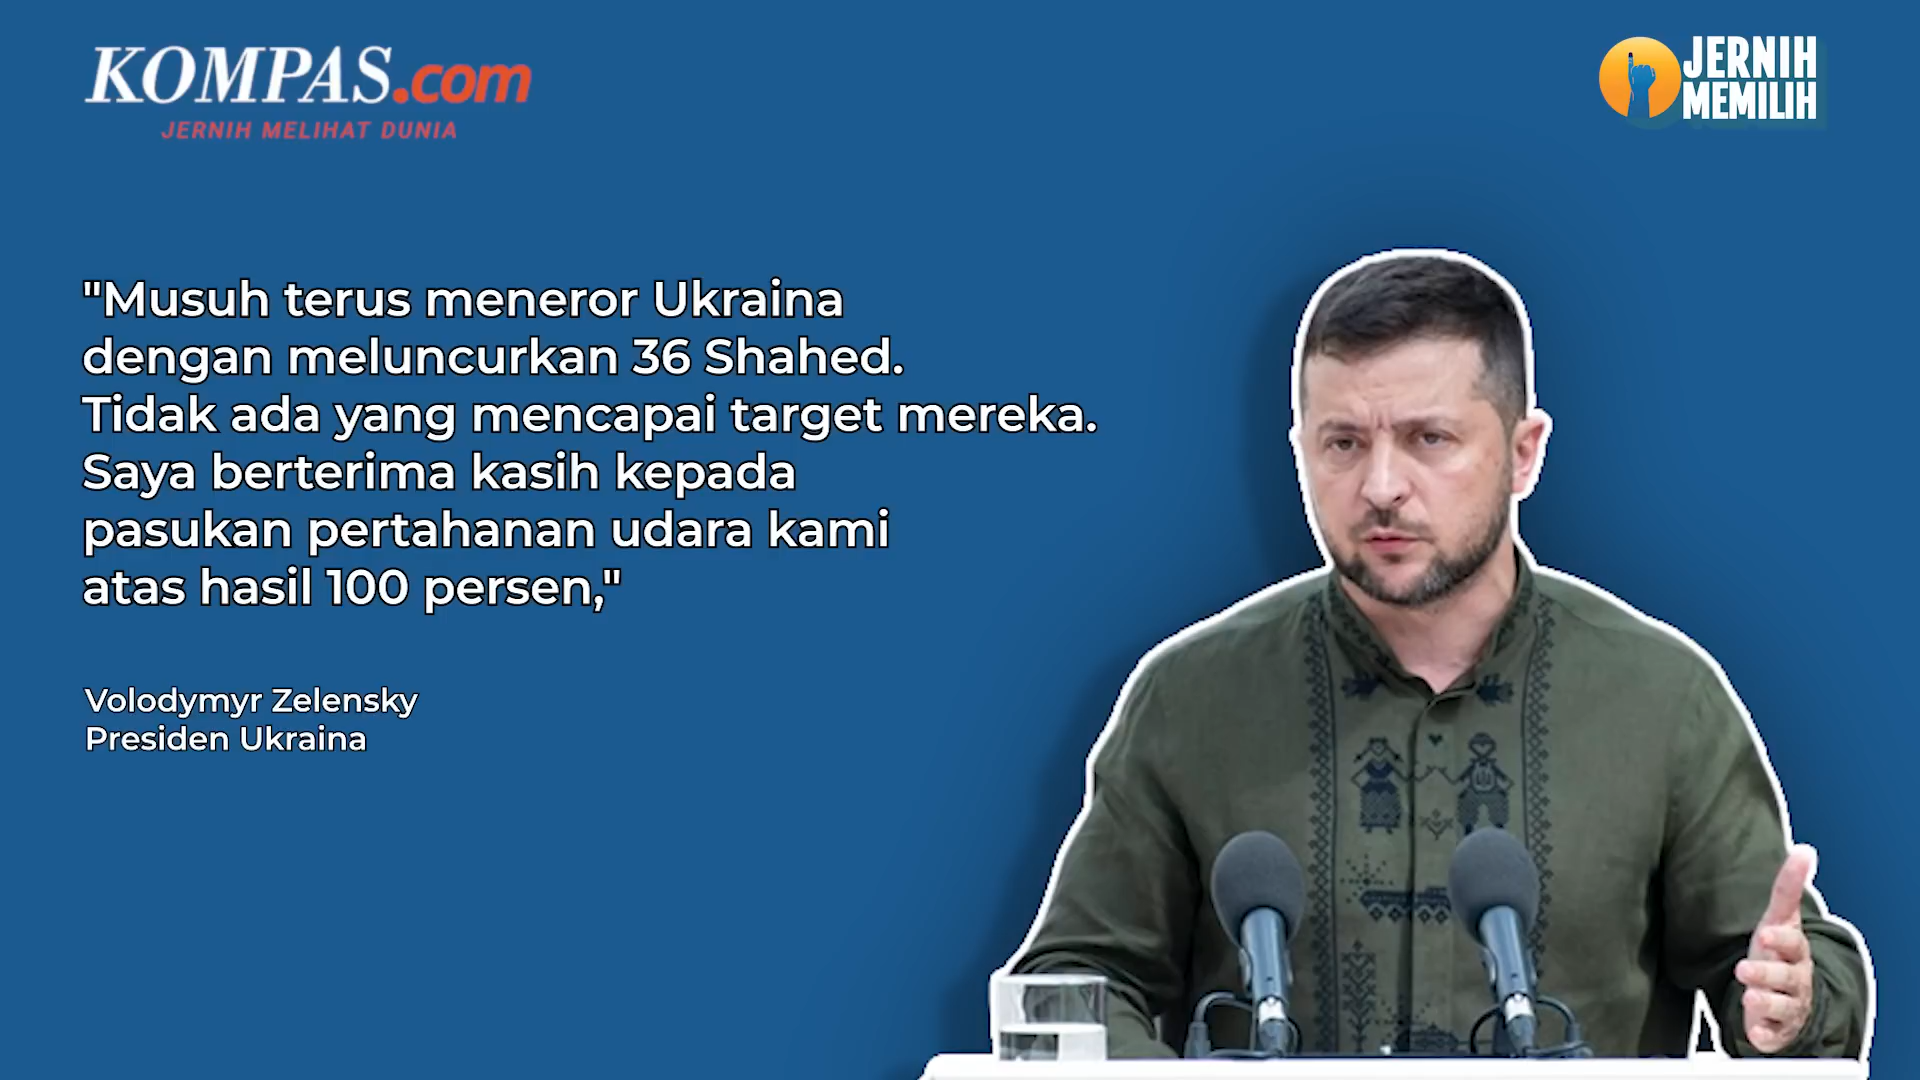 KOMPAS.com
JERNIH MELIHAT DUNIA
JERNIH
MEMILIH
"Musuh terus meneror Ukraina
dengan meluncurkan 36 Shahed.
Tidak ada yang mencapai target mereka.
Saya berterima kasih kepada
pasukan pertahanan udara kami
atas hasil 100 persen,"
Volodymyr Zelensky
Presiden Ukraina